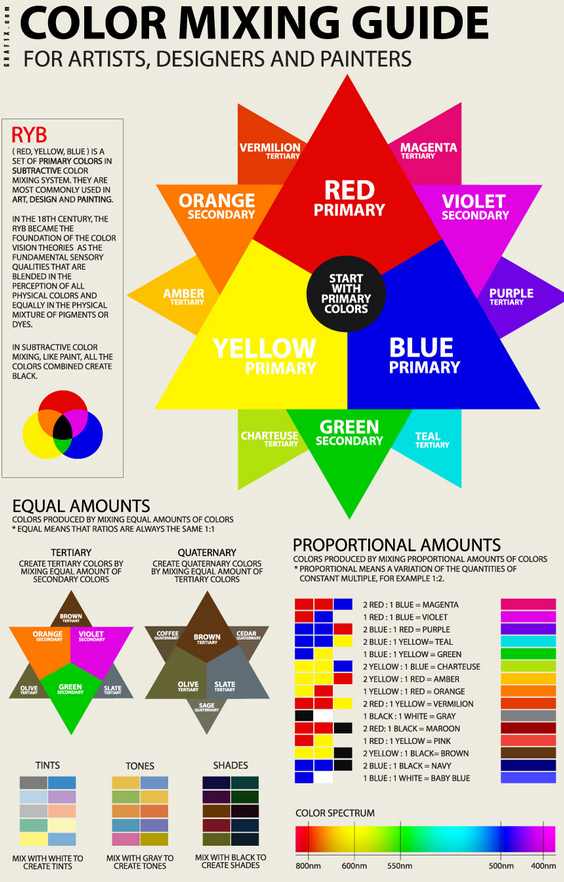 GRAFIX.com
COLOR MIXING GUIDE
FOR ARTISTS, DESIGNERS AND PAINTERS
RYB
( RED, YELLOW, BLUE ) IS A
SET OF PRIMARY COLORS IN
SUBTRACTIVE COLOR
MIXING SYSTEM. THEY ARE
MOST COMMONLY USED IN
ART, DESIGN AND PAINTING.
IN THE 18TH CENTURY, THE
RYB BECAME THE
FOUNDATION OF THE COLOR
VISION THEORIES AS THE
FUNDAMENTAL SENSORY
QUALITIES THAT ARE
BLENDED IN THE
PERCEPTION OF ALL
PHYSICAL COLORS AND
EQUALLY IN THE PHYSICAL
MIXTURE OF PIGMENTS OR
DYES.
IN SUBTRACTIVE COLOR
MIXING, LIKE PAINT, ALL THE
COLORS COMBINED CREATE
BLACK.
VERMILION
TERTIARY
MAGENTA
TERTIARY
RED
PRIMARY
ORANGE
SECONDARY
VIOLET
SECONDARY
START
WITH
PRIMARY
COLORS
AMBER
TERTIARY
PURPLE
TERTIARY
YELLOW
PRIMARY
BLUE
PRIMARY
CHARTEUSE
TERTIARY
GREEN
SECONDARY
TEAL
TERTIARY
EQUAL AMOUNTS
COLORS PRODUCED BY MIXING EQUAL AMOUNTS OF COLORS
* EQUAL MEANS THAT RATIOS ARE ALWAYS THE SAME 1:1
TERTIARY
CREATE TERTIARY COLORS BY
MIXING EQUAL AMOUNT OF
SECONDARY COLORS
BROWN
TERTIARY
ORANGE
SECONDARY
VIOLET
SECONDARY
OLIVE
TERTIARY
GREEN
SECONDARY
SLATE
TERTIARY
QUATERNARY
CREATE QUATERNARY COLORS
BY MIXING EQUAL AMOUNT OF
TERTIARY COLORS
COFFEE
QUATERNARY
BROWN
TERTIARY
CEDAR
QUATERNARY
OLIVE
TERTIARY
SLATE
TERTIARY
SAGE
QUATERNARY
TINTS
MIX WITH WHITE TO
CREATE TINTS
TONES
MIX WITH GRAY TO
CREATE TONES
SHADES
MIX WITH BLACK TO
CREATE SHADES
PROPORTIONAL AMOUNTS
COLORS PRODUCED BY MIXING PROPORTIONAL AMOUNTS OF COLORS
* PROPORTIONAL MEANS A VARIATION OF THE QUANTITIES OF
CONSTANT MULTIPLE, FOR EXAMPLE 1:2.
2 RED : 1 BLUE = MAGENTA
1 RED : 1 BLUE = VIOLET
2 BLUE : 1 RED = PURPLE
2 BLUE : 1 YELLOW= TEAL
1 BLUE : 1 YELLOW = GREEN
2 YELLOW : 1 BLUE = CHARTEUSE
2 YELLOW : 1 RED = AMBER
1 YELLOW : 1 RED = ORANGE
2 RED : 1 YELLOW = VERMILION
1 BLACK : 1 WHITE = GRAY
2 RED: 1 BLACK = MAROON
1 RED : 1 YELLOW = PINK
2 YELLOW : 1 BLACK= BROWN
2 BLUE : 1 BLACK = NAVY
1 BLUE : 1 WHITE = BABY BLUE
COLOR SPECTRUM
800nm
600nm
550nm
500nm
400nm